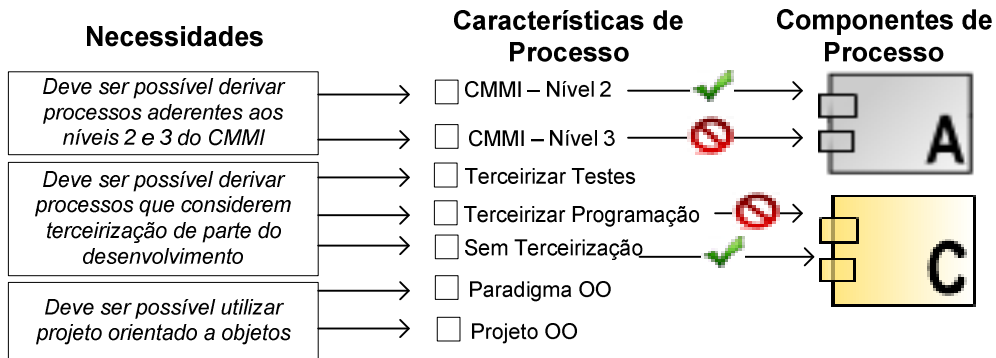 Necessidades
Características de
Processo
Componentes de
Processo
Deve ser possível derivar
processos aderentes aos
níveis 2 e 3 do CMMI
CMMI – Nível 2
CMMI – Nível 3
A
Deve ser possível derivar
processos que considerem
terceirização de parte do
desenvolvimento
Terceirizar Testes
Terceirizar Programação
Sem Terceirização
C
Deve ser possível utilizar
projeto orientado a objetos
Paradigma OO
Projeto OO